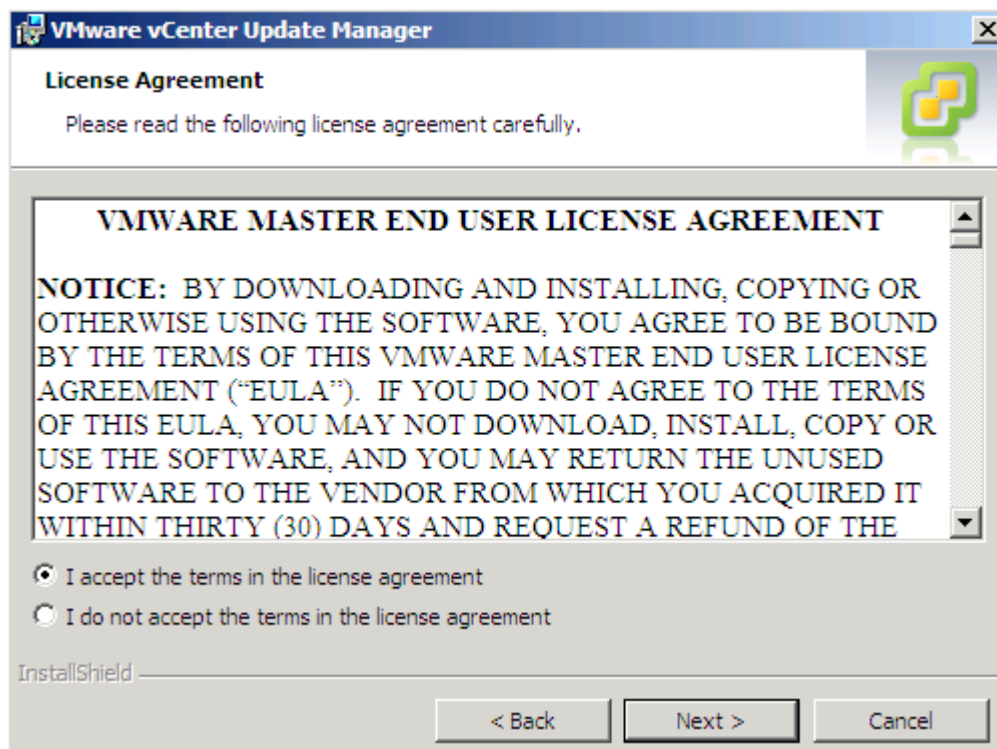 VMware vCenter Update Manager
License Agreement
Please read the following license agreement carefully.
VMWARE MASTER END USER LICENSE AGREEMENT
NOTICE: BY DOWNLOADING AND INSTALLING, COPYING OR
OTHERWISE USING THE SOFTWARE, YOU AGREE TO BE BOUND
BY THE TERMS OF THIS VMWARE MASTER END USER LICENSE
AGREEMENT (“EULA”). IF YOU DO NOT AGREE TO THE TERMS
OF THIS EULA, YOU MAY NOT DOWNLOAD, INSTALL, COPY OR
USE THE SOFTWARE, AND YOU MAY RETURN THE UNUSED
SOFTWARE TO THE VENDOR FROM WHICH YOU ACQUIRED IT
WITHIN THIRTY (30) DAYS AND REQUEST A REFUND OF THE
I accept the terms in the license agreement
I do not accept the terms in the license agreement
InstallShield
< Back Next > Cancel